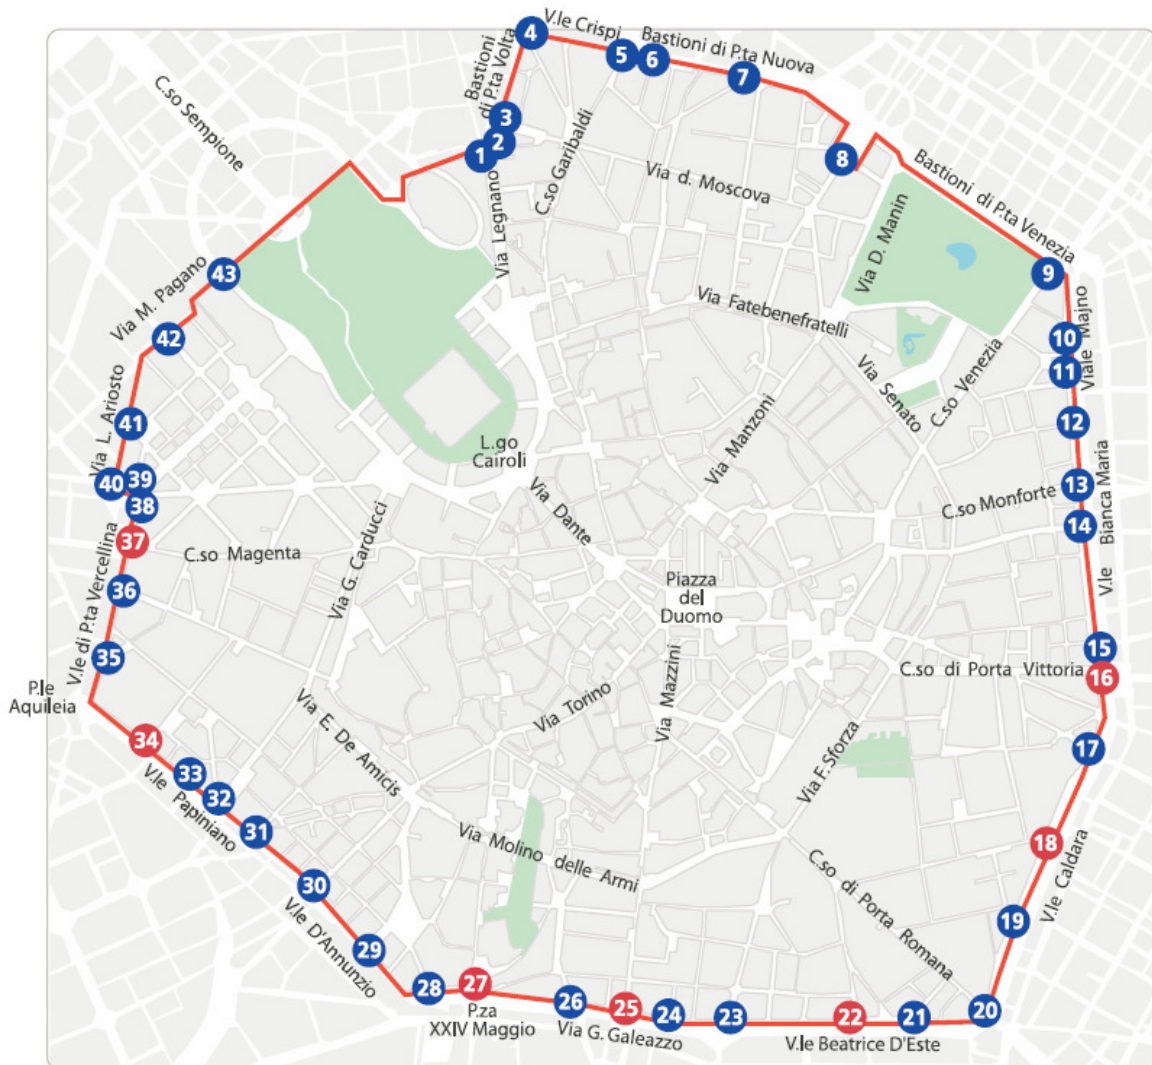 4
V.le Crispi
5
6
Bastioni di P.ta Nuova
7
Bastioni
di P.ta Volta
3
2
1
8
C.so Sempione
C.so Garibaldi
Via d. Moscova
Via Legnano
Bastioni di P.ta Venezia
Via D. Manin
9
43
Via M. Pagano
42
Via Fatebenefratelli
10
Viale Majno
11
Via Senato
C.so Venezia
12
Via L. Ariosto
41
L.go
Cairoli
Via Manzoni
40
39
38
Via Dante
C.so Monforte
13
14
V.le Bianca Maria
37
C.so Magenta
Via G. Carducci
36
V.le di P.ta Vercellina
Piazza
del
Duomo
35
15
C.so di Porta Vittoria
16
P.le
Aquileia
34
Via E. De Amicis
Via Torino
Via Mazzini
Via F. Sforza
17
33
32
V.le Papiniano
31
18
V.le Caldara
Via Molino delle Armi
C.so di Porta Romana
30
V.le D'Annunzio
29
19
28
27
P.za
XXIV Maggio
26
25
Via G. Galeazzo
24
23
22
21
20
V.le Beatrice D'Este